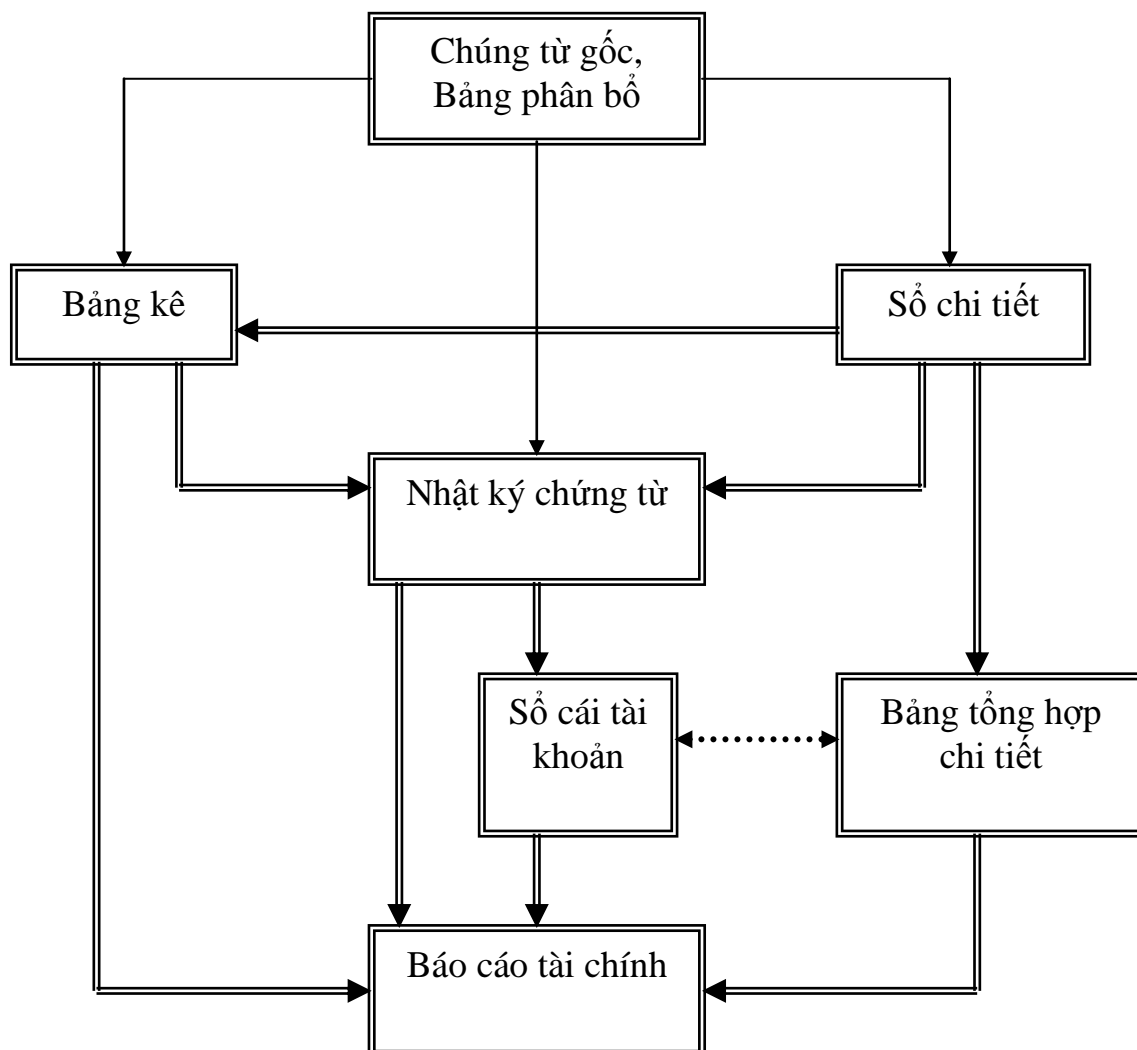 Chúng từ gốc,
Bảng phân bổ
Bảng kê
Sổ chi tiết
Nhật ký chứng từ
Sổ cái tài
khoản
Bảng tổng hợp
chi tiết
Báo cáo tài chính